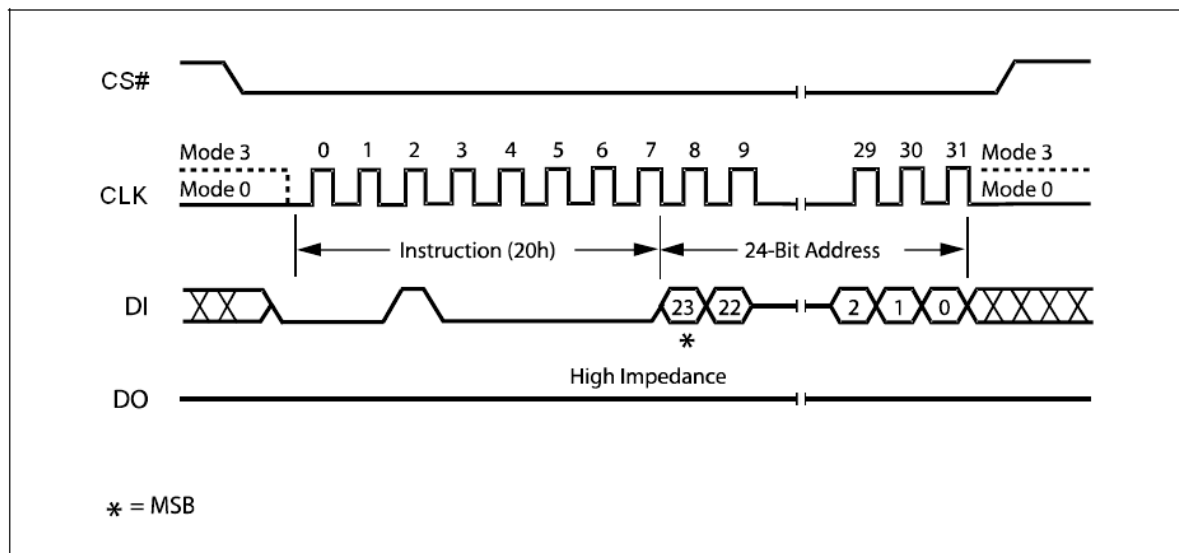 CS#
Mode 3 0 1 2 3 4 5 6 7 8 9 29 30 31 Mode 3
CLK Mode 0 Mode 0
Instruction (20h) 24-Bit Address
DI 23 22 2 1 0
*
High Impedance
DO
* = MSB